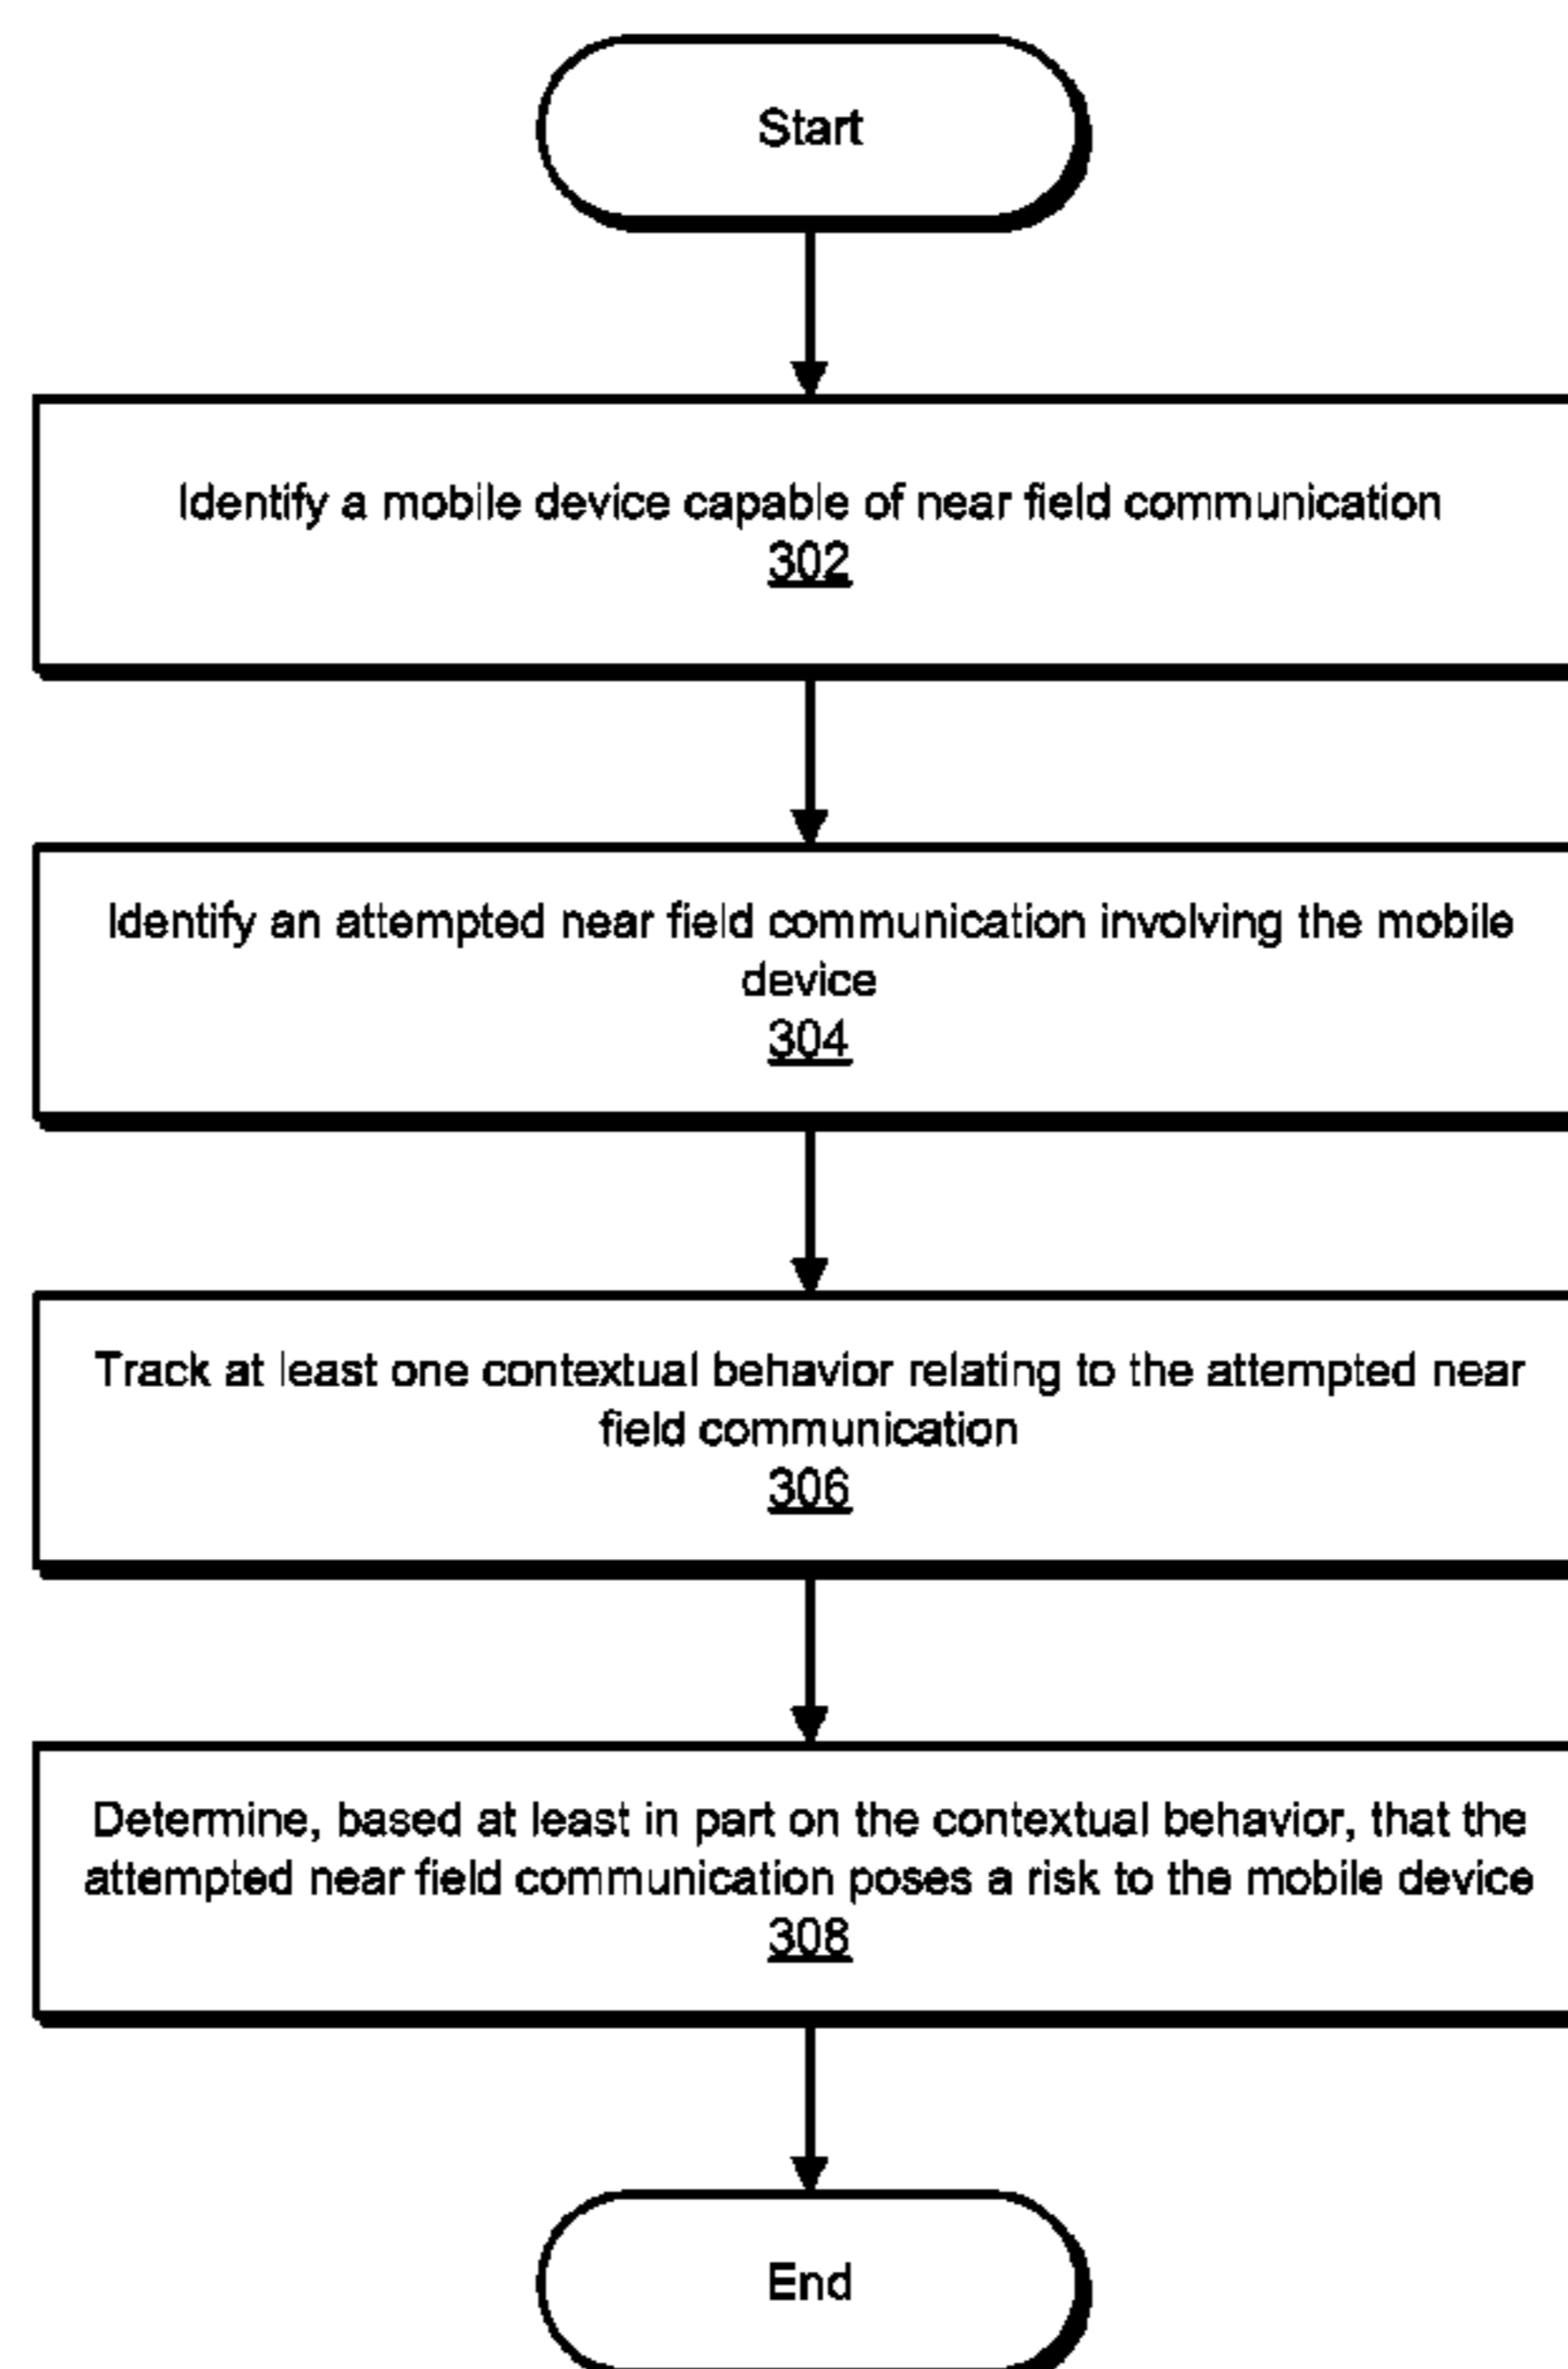 Start
Identify a mobile device capable of near field communication
302
Identify an attempted near field communication involving the mobile
device
304
Track at least one contextual behavior relating to the attempted near
field communication
306
Determine, based at least in part on the contextual behavior, that the
attempted near field communication poses a risk to the mobile device
308
End